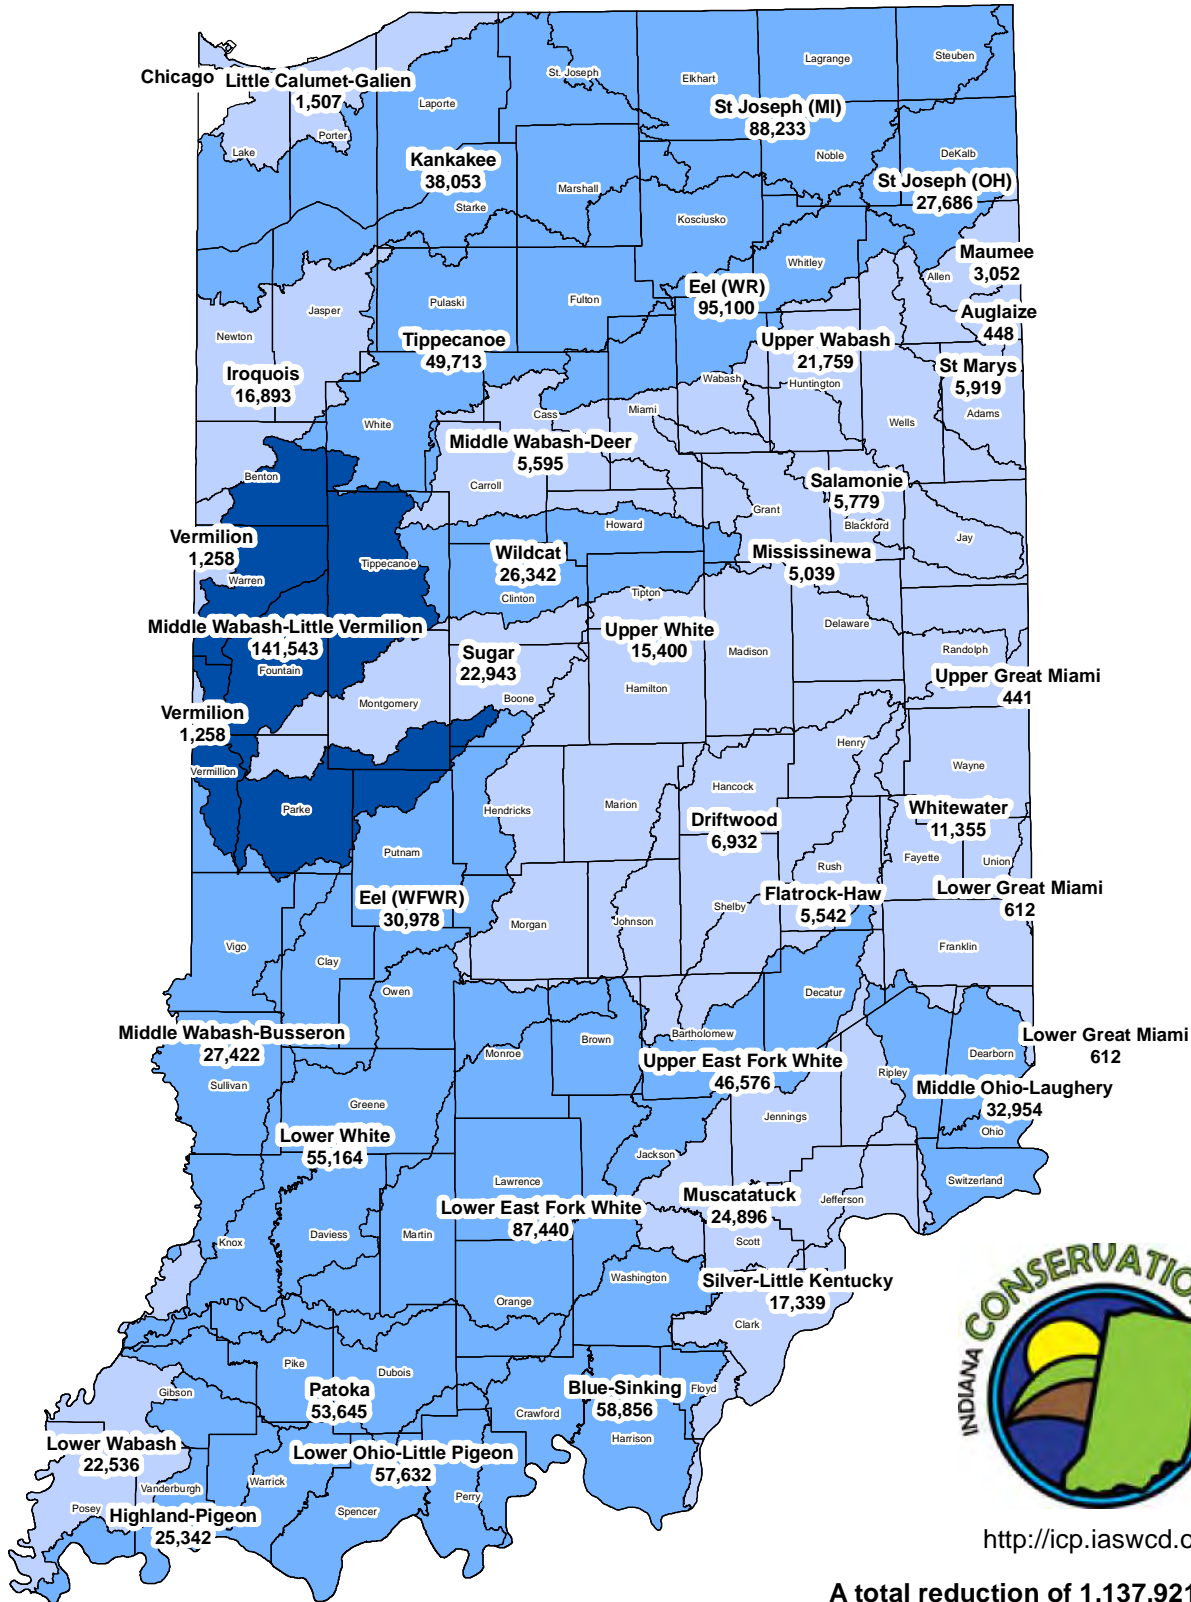 St. Joseph
Elkhart
Lagrange
Steuben
Chicago
Little Calumet-Galien
1,507
Laporte
St Joseph (MI)
88,233
Porter
Lake
Noble
DeKalb
Kankakee
38,053
Marshall
St Joseph (OH)
27,686
Starke
Kosciusko
Whitley
Maumee
3,052
Allen
Eel (WR)
95,100
Pulaski
Fulton
Jasper
Auglaize
448
Newton
Tippecanoe
49,713
Upper Wabash
21,759
St Marys
5,919
Iroquois
16,893
Wabash
Huntington
Adams
Cass
Miami
White
Wells
Middle Wabash-Deer
5,595
Benton
Carroll
Salamonie
5,779
Grant
Blackford
Howard
Jay
Vermilion
1,258
Wildcat
26,342
Mississinewa
5,039
Tippecanoe
Warren
Clinton
Tipton
Middle Wabash-Little Vermilion
141,543
Upper White
15,400
Delaware
Randolph
Sugar
22,943
Madison
Fountain
Upper Great Miami
441
Hamilton
Boone
Montgomery
Vermilion
1,258
Henry
Wayne
Vermillion
Hancock
Parke
Hendricks
Marion
Driftwood
6,932
Whitewater
11,355
Putnam
Rush
Fayette
Union
Eel (WFWR)
30,978
Flatrock-Haw
5,542
Lower Great Miami
612
Shelby
Morgan
Johnson
Vigo
Franklin
Clay
Owen
Decatur
Middle Wabash-Busseron
27,422
Brown
Bartholomew
Lower Great Miami
612
Monroe
Dearborn
Upper East Fork White
46,576
Ripley
Sullivan
Middle Ohio-Laughery
32,954
Greene
Jennings
Ohio
Lower White
55,164
Jackson
Lawrence
Switzerland
Muscatatuck
24,896
Jefferson
Lower East Fork White
87,440
Daviess
Martin
Knox
Scott
Washington
Silver-Little Kentucky
17,339
Orange
Clark
Pike
Dubois
Patoka
53,645
Blue-Sinking
58,856
Floyd
Gibson
Crawford
Harrison
Lower Wabash
22,536
Lower Ohio-Little Pigeon
57,632
Vanderburgh
Warrick
Perry
Posey
Spencer
Highland-Pigeon
25,342
INDIANA CONSERVATIO
http://icp.iaswcd.o
A total reduction of 1,137,921